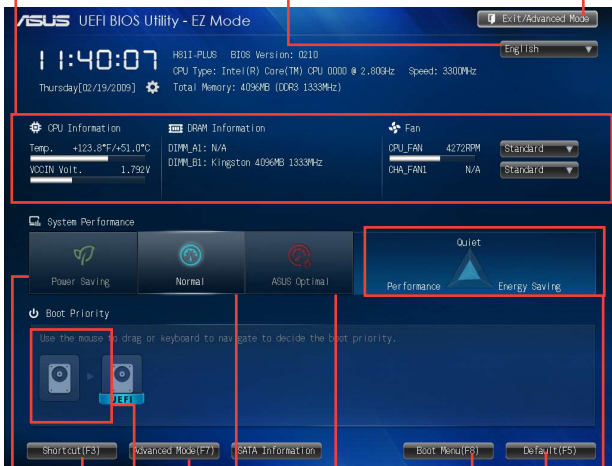 ASUS UEFI BIOS Utility - EZ Mode
Exit/Advanced Mode
English
11:40:07
Thursday[02/19/2009]
H81I-PLUS BIOS Version: 0210
CPU Type: Intel(R) Core(TM) CPU 0000 @ 2.80GHz Speed: 3300MHz
Total Memory: 4096MB (DDR3 1333MHz)
CPU Information
Temp. +123.8°F/+51.0°C
VCCIN Volt. 1.792V
DRAM Information
DIMM_A1: N/A
DIMM_B1: Kingston 4096MB 1333MHz
Fan
CPU_FAN 4272RPM Standard
CHA_FAN1 N/A Standard
System Performance
Power Saving
Normal
ASUS Optimal
Quiet
Performance Energy Saving
Boot Priority
Use the mouse to drag or keyboard to navigate to decide the boot priority.
UEFI
Shortcut(F3) Advanced Mode(F7) SATA Information Boot Menu(F8) Default(F5)